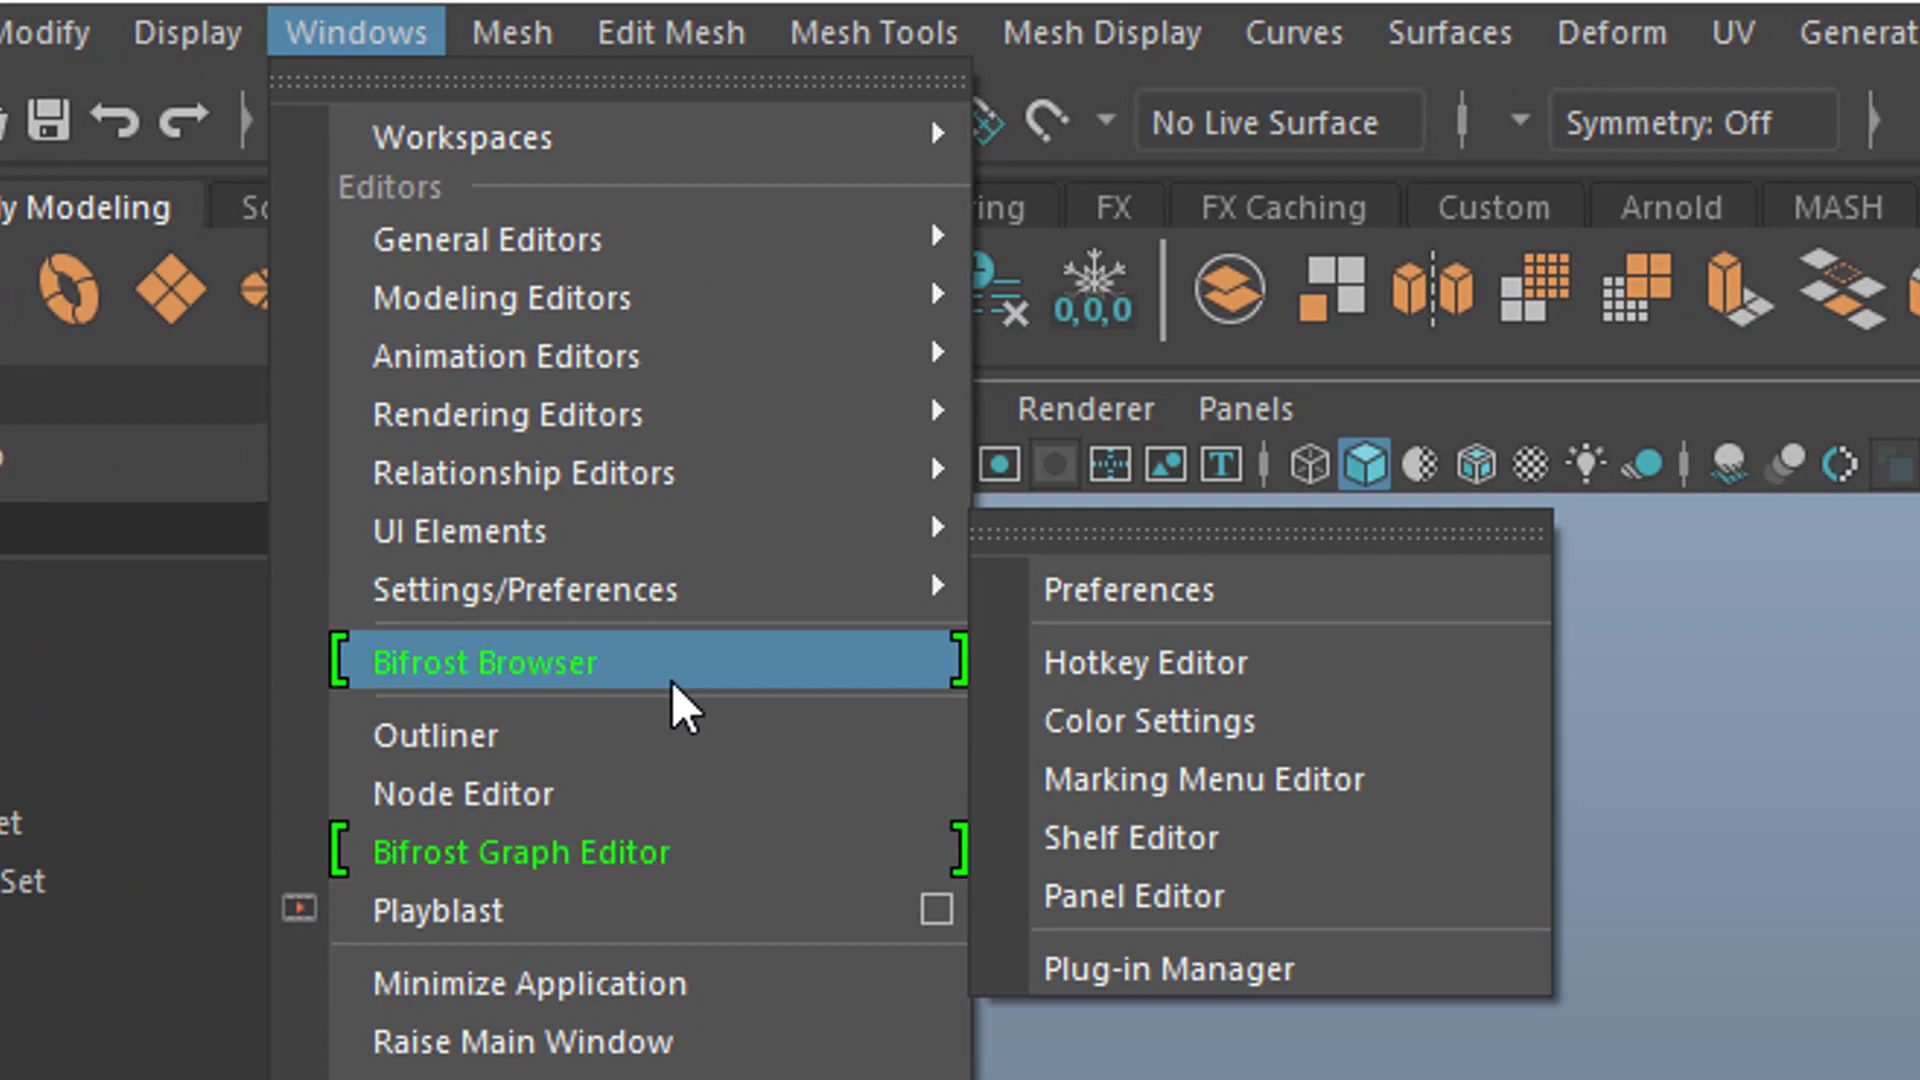 Modify Display Windows Mesh Edit Mesh Mesh Tools Mesh Display Curves Surfaces Deform UV Generat
No Live Surface Symmetry: Off
y Modeling Sc ring FX FX Caching Custom Arnold MASH
0,0,0
Renderer Panels
T
Workspaces
Editors
General Editors
Modeling Editors
Animation Editors
Rendering Editors
Relationship Editors
UI Elements
Settings/Preferences
Bifrost Browser
Outliner
Node Editor
Bifrost Graph Editor
Playblast
Minimize Application
Raise Main Window
Preferences
Hotkey Editor
Color Settings
Marking Menu Editor
Shelf Editor
Panel Editor
Plug-in Manager
et
Set